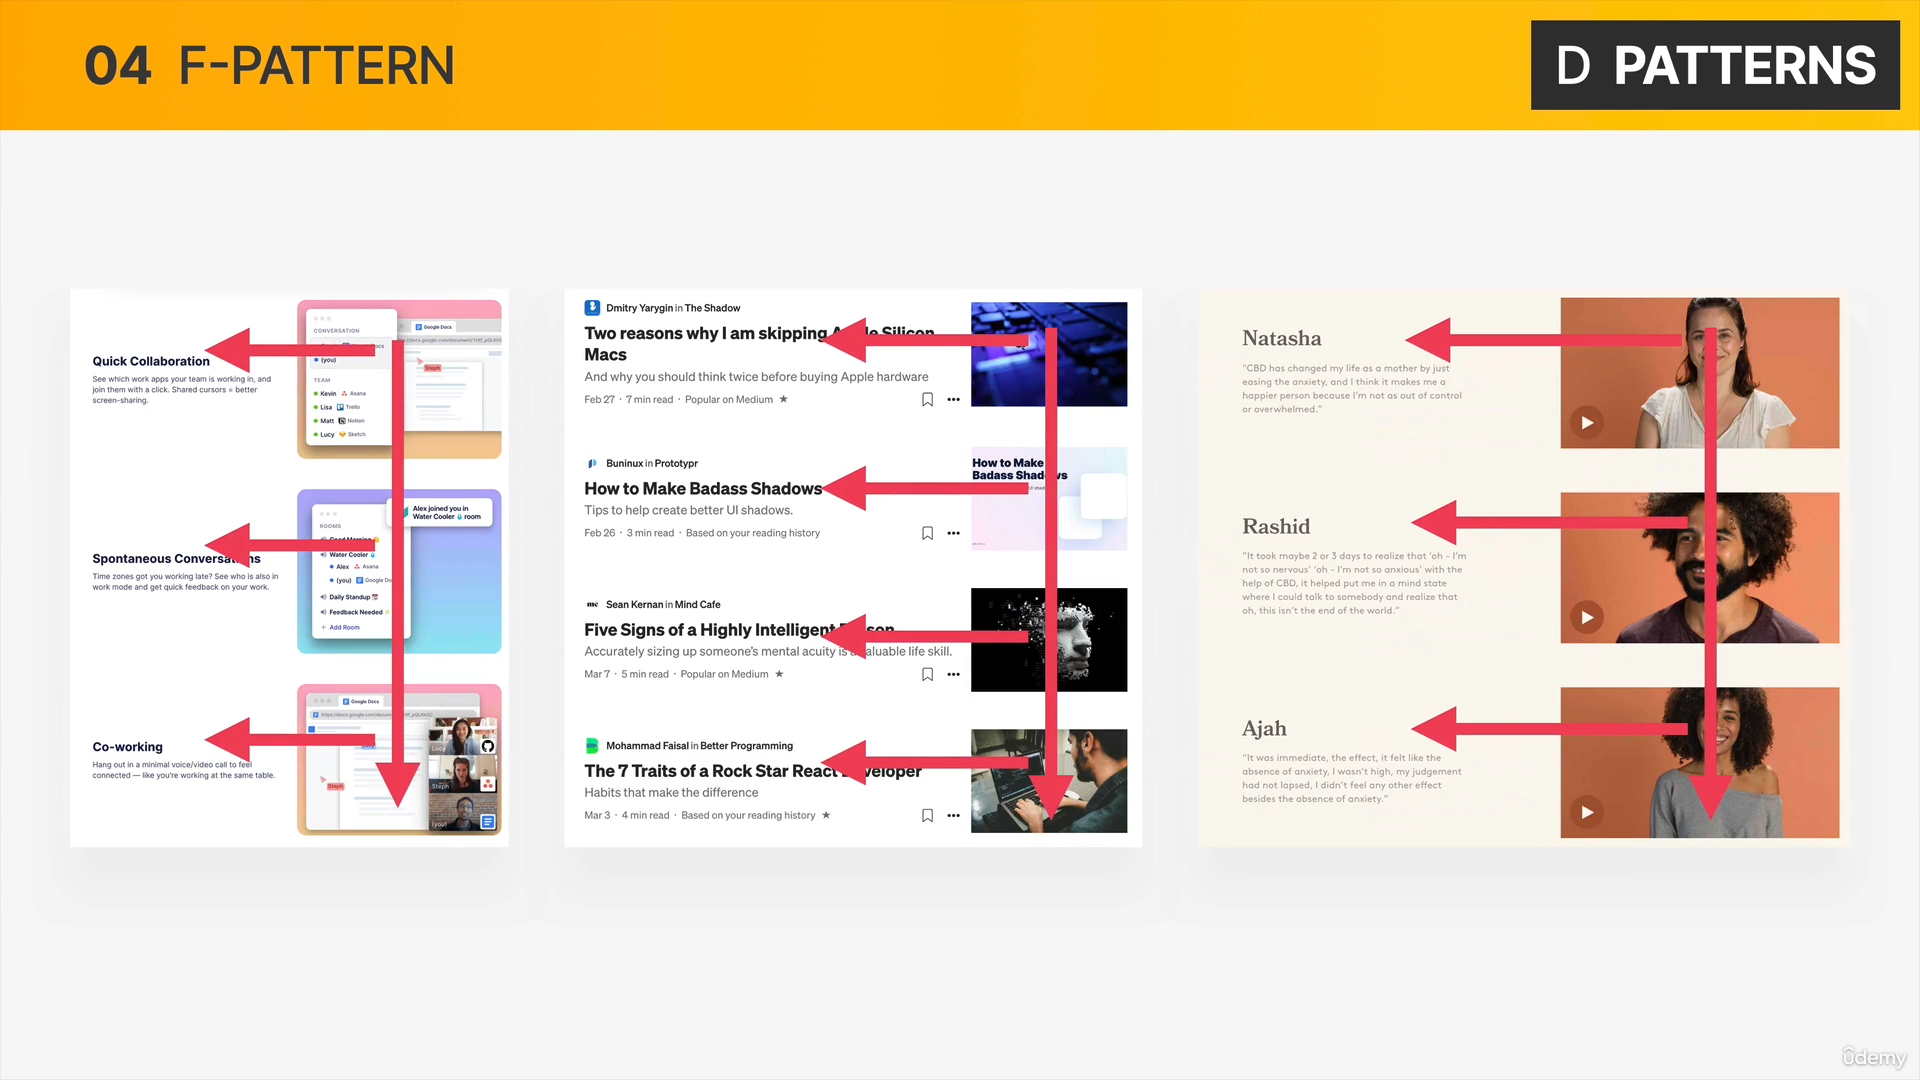 04 F-PATTERN
D PATTERNS
Quick Collaboration
See which work apps your team is working in, and
join them with a click. Shared cursors = better
screen-sharing.
CONVERSATION
(you)
TEAM
Kevin Asana
Lisa Trello
Matt Notion
Lucy Sketch
Google Docs
Steph
Spontaneous Conversations
Time zones got you working late? See who is also in
work mode and get quick feedback on your work.
Alex joined you in
Water Cooler 💧 room
ROOMS
Good Morning
Water Cooler 💧
Alex Asana
(you) Google Do
Daily Standup 📅
Feedback Needed
+ Add Room
Co-working
Hang out in a minimal voice/video call to feel
connected — like you're working at the same table.
Google Docs
Steph
Lucy
Steph
(you)
Dmitry Yarygin in The Shadow
Two reasons why I am skipping Apple Silicon
Macs
And why you should think twice before buying Apple hardware
Feb 27 · 7 min read · Popular on Medium ★
Buninux in Prototypr
How to Make Badass Shadows
Tips to help create better UI shadows.
Feb 26 · 3 min read · Based on your reading history
How to Make
Badass Shadows
Sean Kernan in Mind Cafe
Five Signs of a Highly Intelligent Person
Accurately sizing up someone's mental acuity is a valuable life skill.
Mar 7 · 5 min read · Popular on Medium ★
Mohammad Faisal in Better Programming
The 7 Traits of a Rock Star React Developer
Habits that make the difference
Mar 3 · 4 min read · Based on your reading history ★
Natasha
“CBD has changed my life as a mother by just
easing the anxiety, and I think it makes me a
happier person because I'm not as out of control
or overwhelmed.”
Rashid
“It took maybe 2 or 3 days to realize that ‘oh - I'm
not so nervous’ ‘oh - I'm not so anxious’ with the
help of CBD, it helped put me in a mind state
where I could talk to somebody and realize that
oh, this isn't the end of the world.”
Ajah
“It was immediate, the effect, it felt like the
absence of anxiety, I wasn't high, my judgement
had not lapsed, I didn't feel any other effect
besides the absence of anxiety.”
ûdemy